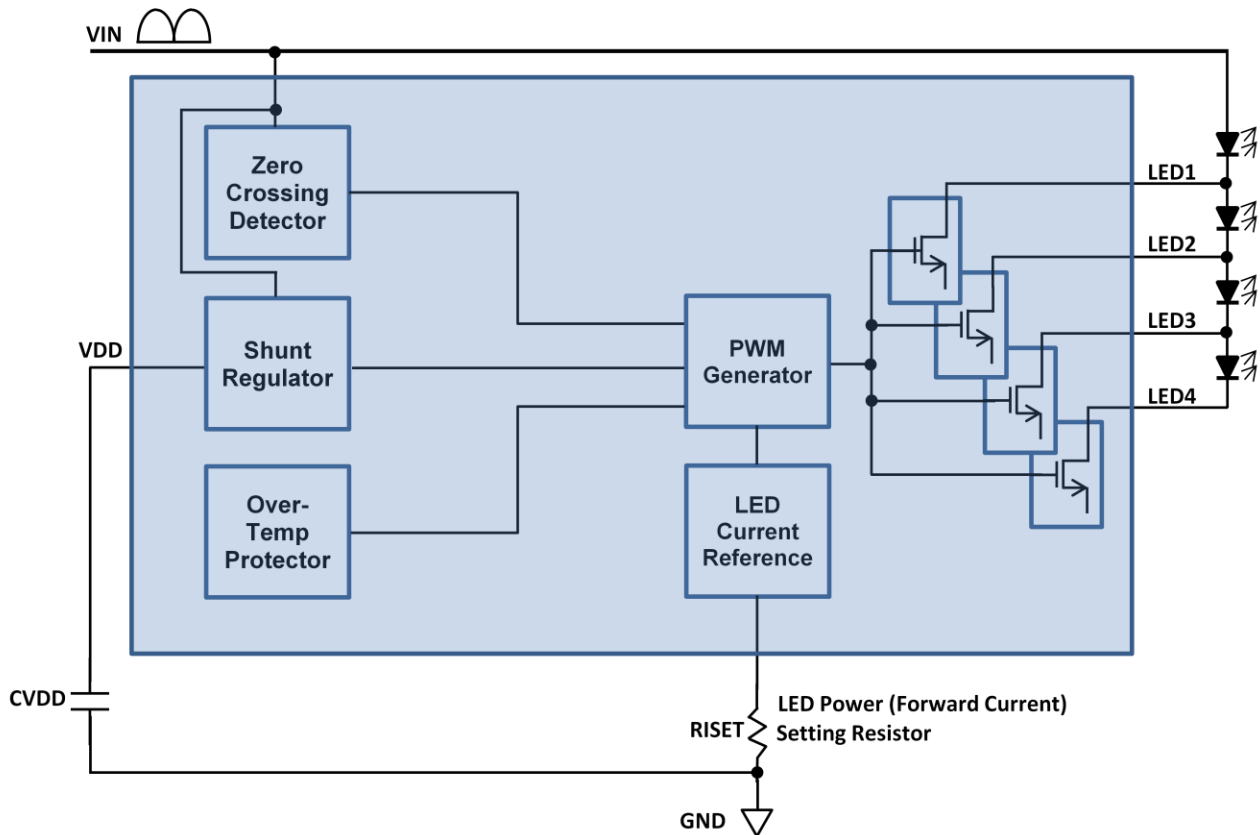 VIN
Zero
Crossing
Detector
LED1
LED2
LED3
LED4
VDD
Shunt
Regulator
PWM
Generator
Over-
Temp
Protector
LED
Current
Reference
CVDD
RISET
LED Power (Forward Current)
Setting Resistor
GND